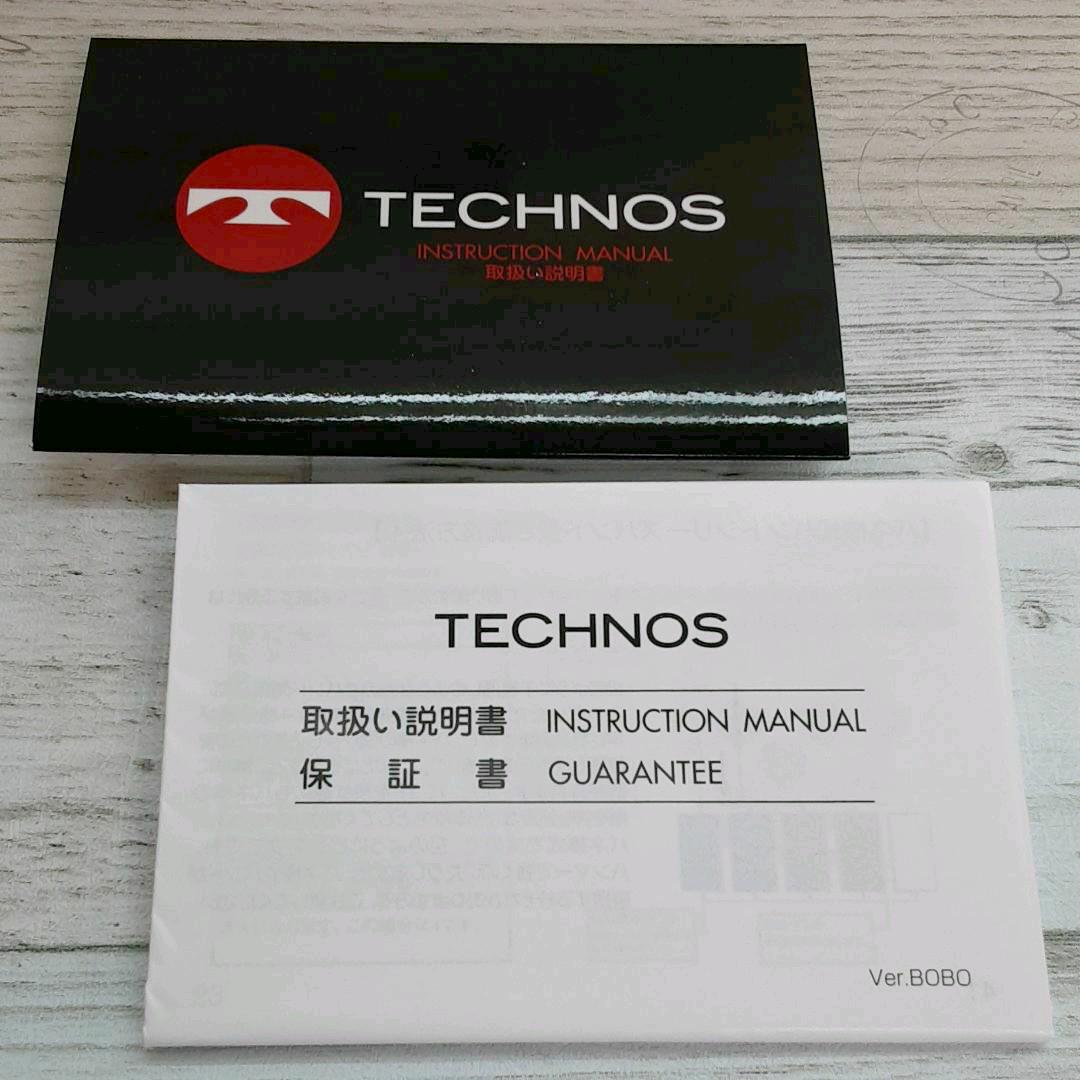 TECHNOS
INSTRUCTION MANUAL
取扱い説明書
TECHNOS
取扱い説明書 INSTRUCTION MANUAL
保証書 GUARANTEE
Ver.BOBO